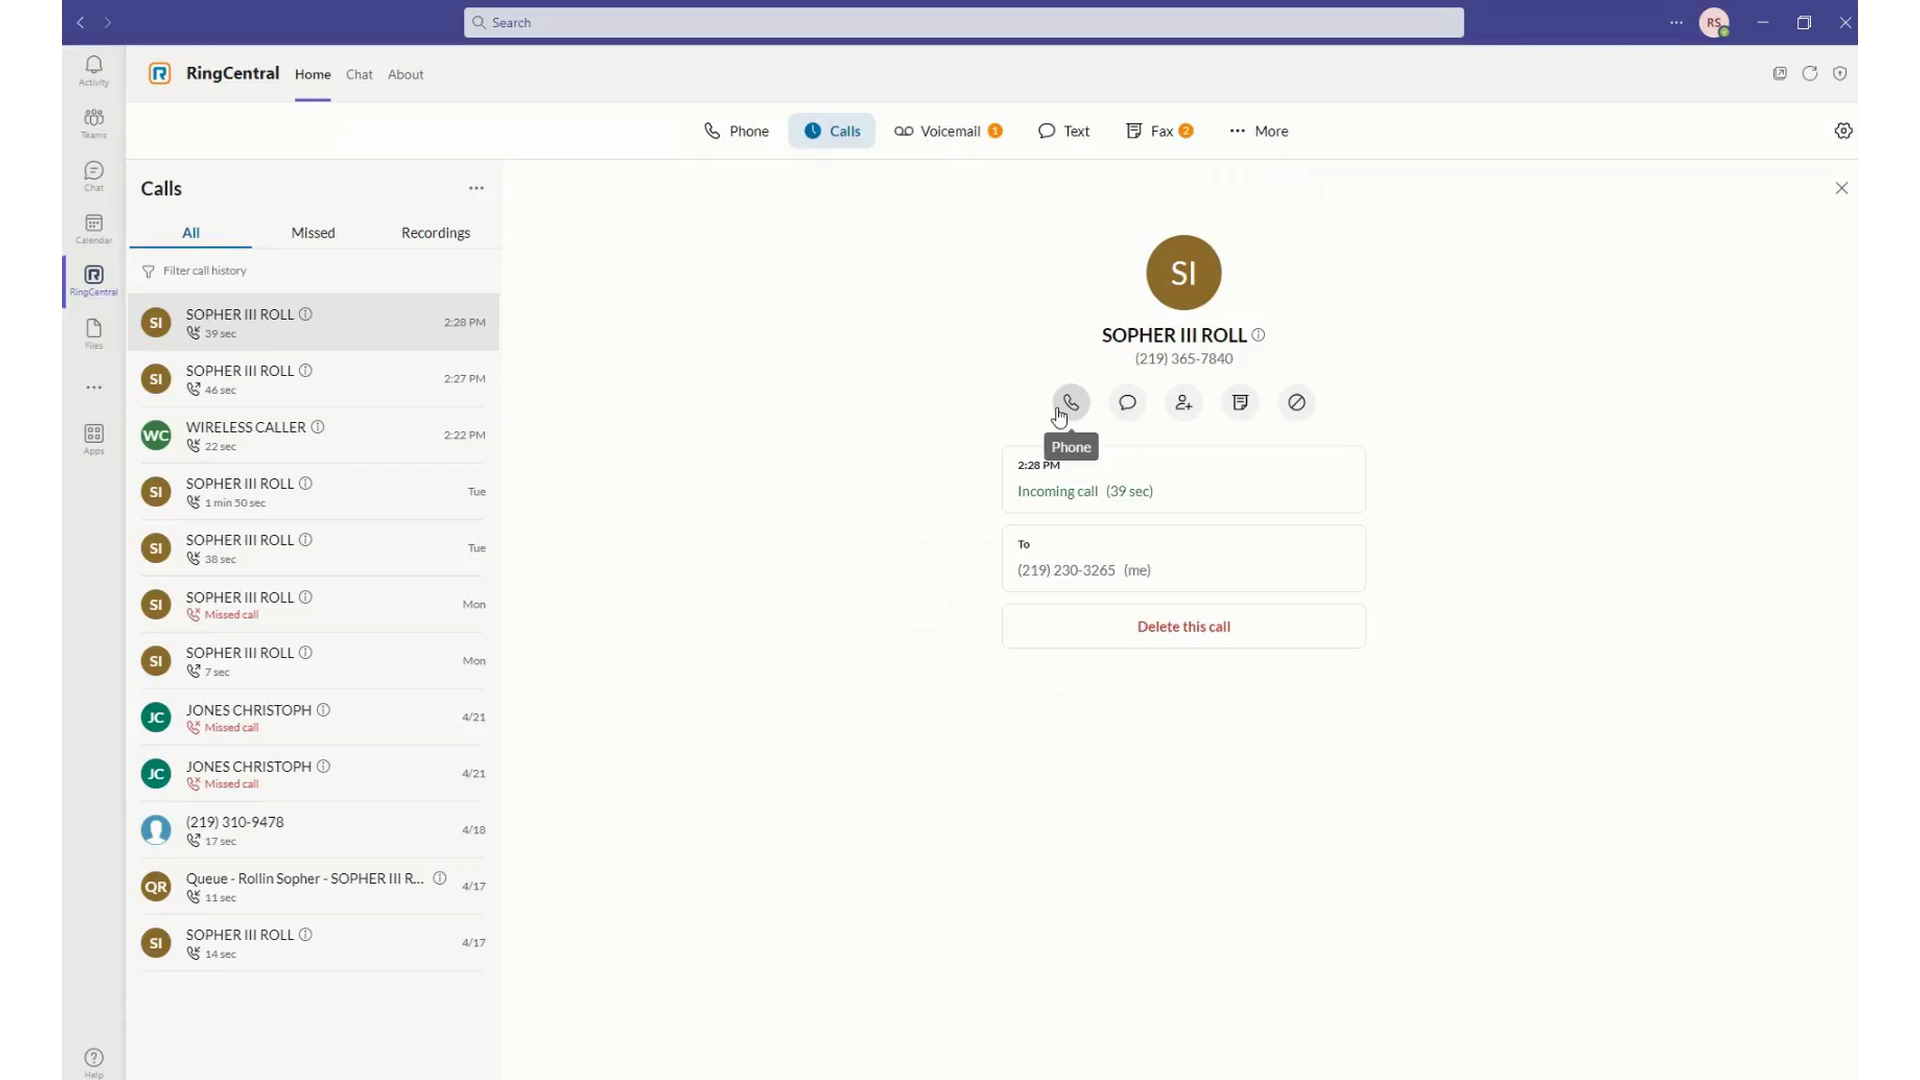 Search
RS
Activity
Teams
Chat
Calendar
RingCentral
Files
Apps
Help
RingCentral Home Chat About
Phone Calls Voicemail 1 Text Fax 2 More
Calls
All Missed Recordings
Filter call history
SI SOPHER III ROLL 2:28 PM
39 sec
SI SOPHER III ROLL 2:27 PM
46 sec
WC WIRELESS CALLER 2:22 PM
22 sec
SI SOPHER III ROLL Tue
1 min 50 sec
SI SOPHER III ROLL Tue
38 sec
SI SOPHER III ROLL Mon
Missed call
SI SOPHER III ROLL Mon
7 sec
JC JONES CHRISTOPH 4/21
Missed call
JC JONES CHRISTOPH 4/21
Missed call
(219) 310-9478 4/18
17 sec
QR Queue - Rollin Sopher - SOPHER III R... 4/17
11 sec
SI SOPHER III ROLL 4/17
14 sec
SI
SOPHER III ROLL
(219) 365-7840
Phone
2:28 PM
Incoming call (39 sec)
To
(219) 230-3265 (me)
Delete this call